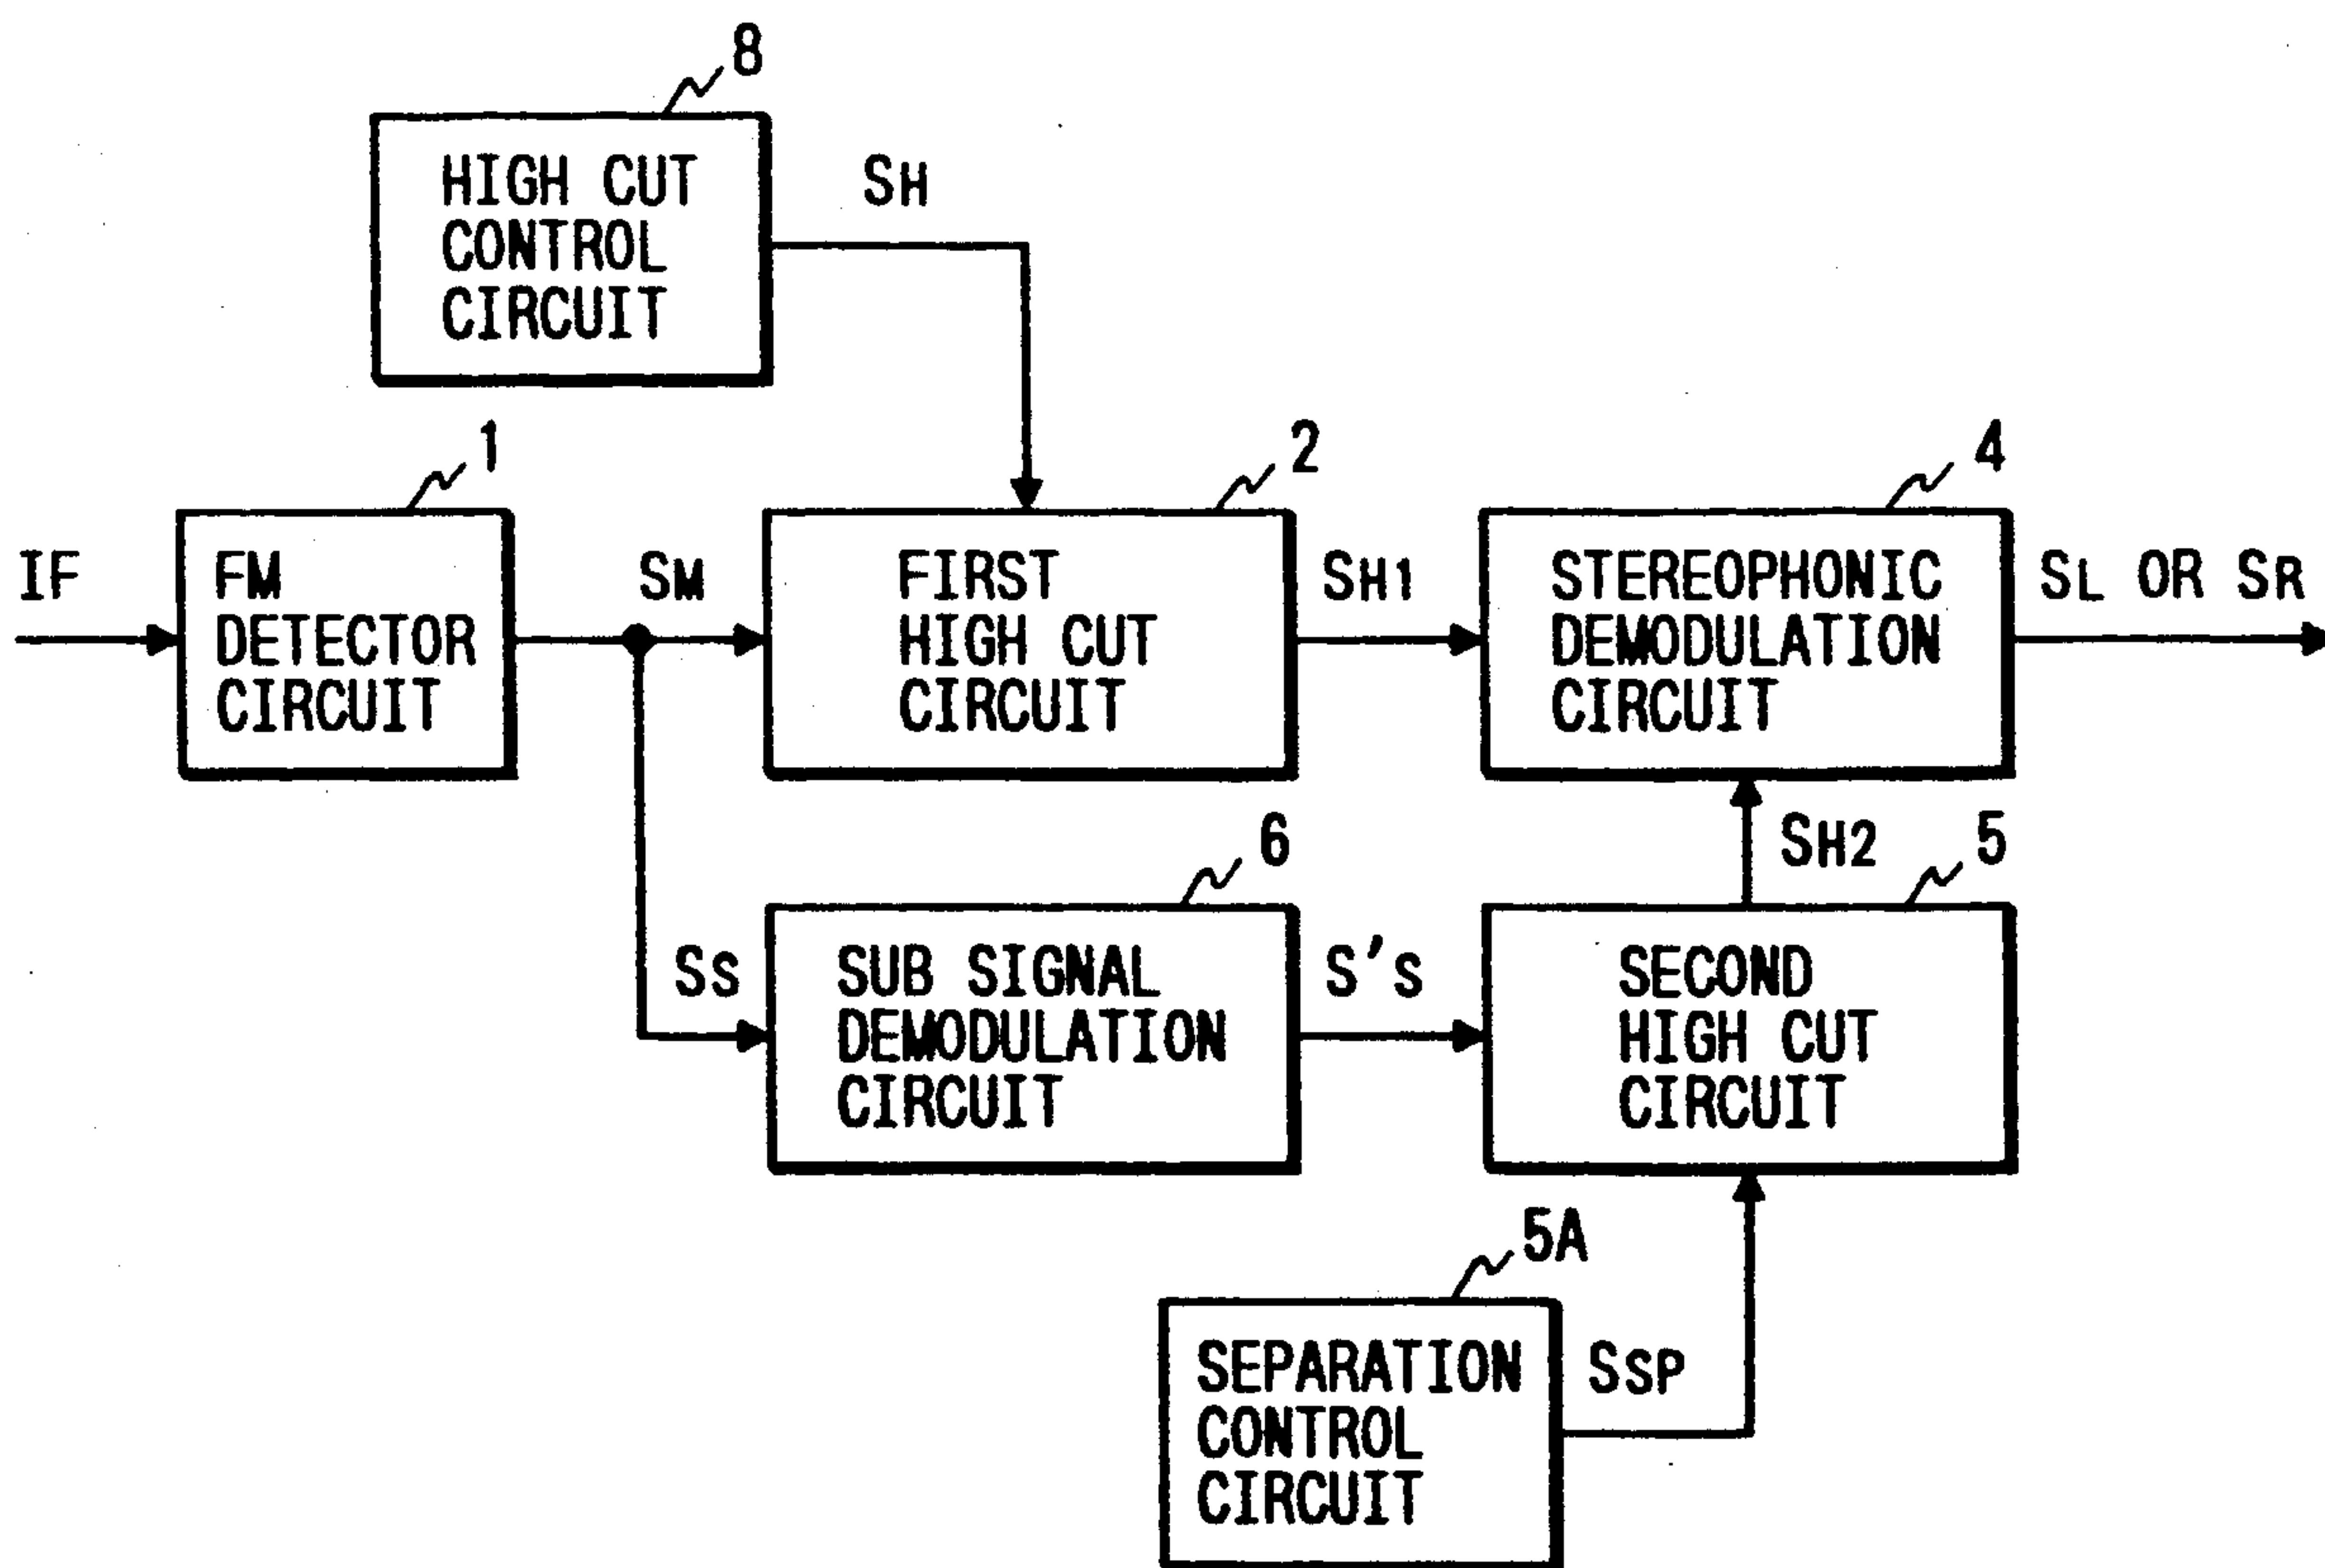 8
HIGH CUT
CONTROL
CIRCUIT
SH
1
2
4
IF
FM
DETECTOR
CIRCUIT
SM
FIRST
HIGH CUT
CIRCUIT
SH1
STEREOPHONIC
DEMODULATION
CIRCUIT
SL OR SR
6
SH2
5
SS
SUB SIGNAL
DEMODULATION
CIRCUIT
S's
SECOND
HIGH CUT
CIRCUIT
5A
SEPARATION
CONTROL
CIRCUIT
SSP